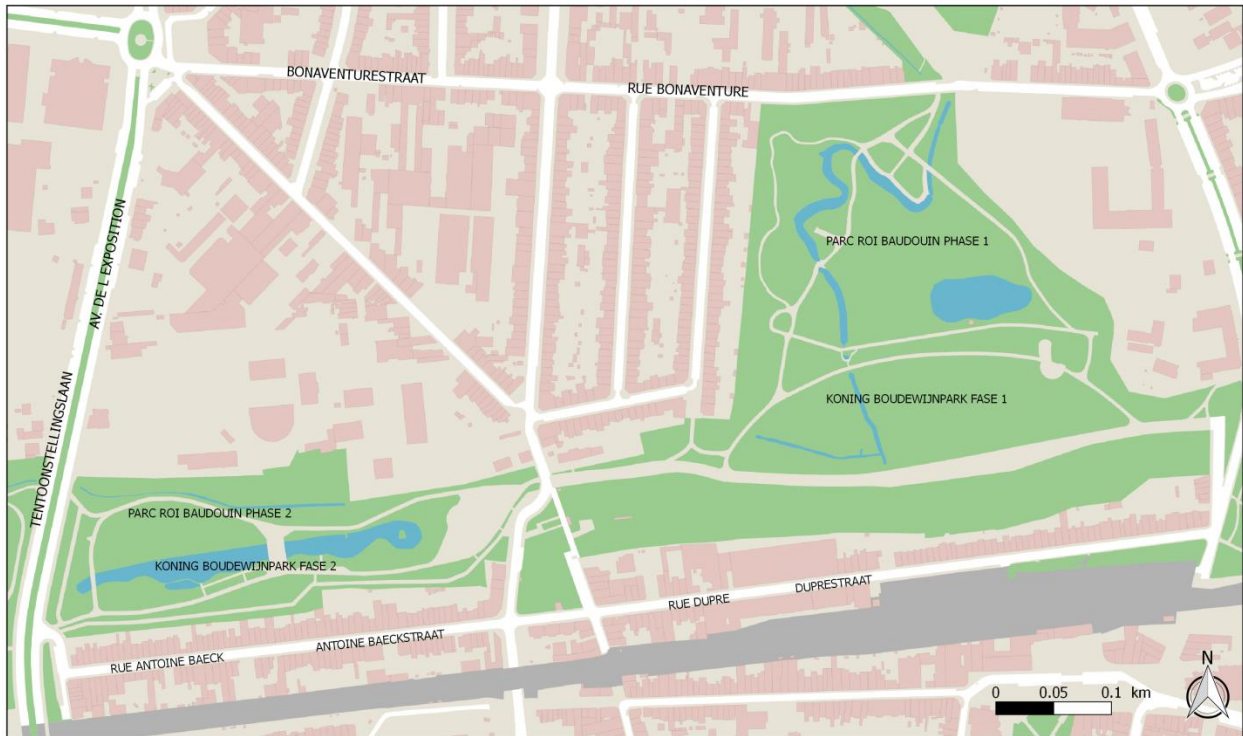 BONAVENTURESTRAAT
RUE BONAVENTURE
AV. DE L EXPOSITION
TENTOONSTELLINGSLAAN
PARC ROI BAUDOUIN PHASE 1
KONING BOUDEWIJNPARK FASE 1
PARC ROI BAUDOUIN PHASE 2
KONING BOUDEWIJNPARK FASE 2
RUE DUPRE
DUPRESTRAAT
RUE ANTOINE BAECK
ANTOINE BAECKSTRAAT
N
0 0.05 0.1 km